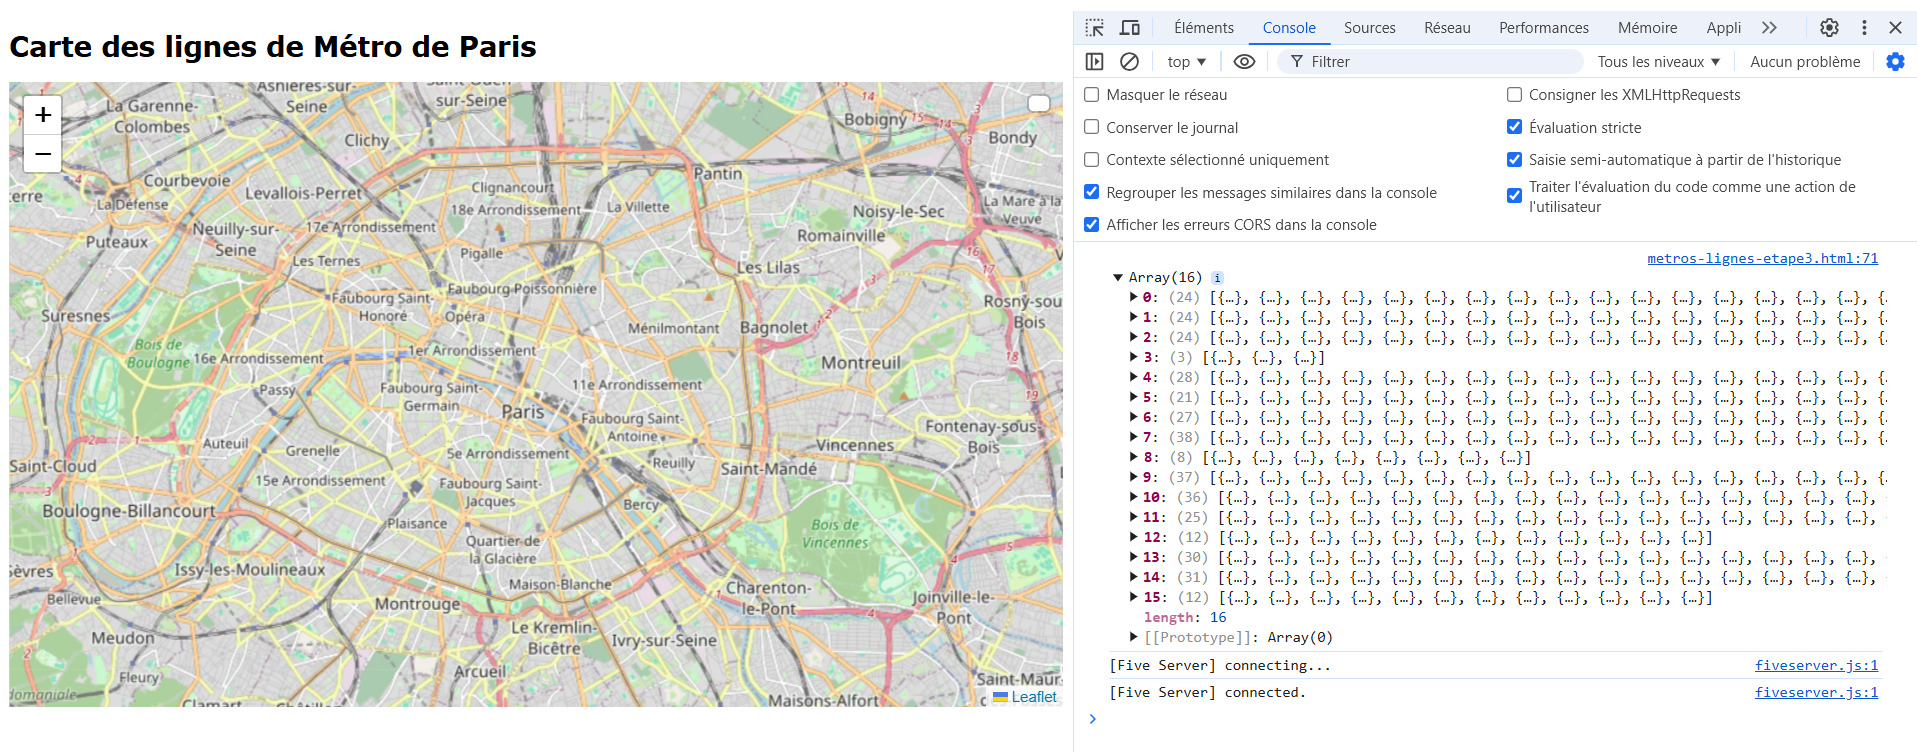 Carte des lignes de Métro de Paris
+
−
Asnières-sur-
Seine
sur-Seine
La Garenne-
Colombes
Clichy
Bobigny
Bondy
Pantin
Courbevoie
Levallois-Perret
Clignancourt
La Défense
18e Arrondissement
La Villette
Noisy-le-Sec
La Mare à la
Veuve
Neuilly-sur-
Seine
17e Arrondissement
Puteaux
Romainville
Pigalle
Les Ternes
Les Lilas
Faubourg-Poissonnière
Faubourg Saint-
Honoré
Opéra
Rosny-sou
Bois
Suresnes
Ménilmontant
Bagnolet
Bois de
Boulogne
16e Arrondissement
1er Arrondissement
Montreuil
Passy
Faubourg Saint-
Germain
11e Arrondissement
Paris
Faubourg Saint-
Antoine
Fontenay-sous-
Bois
Auteuil
Grenelle
Vincennes
5e Arrondissement
Reuilly
Saint-Mandé
Saint-Cloud
15e Arrondissement
Faubourg Saint-
Jacques
Boulogne-Billancourt
Bercy
Plaisance
Bois de
Vincennes
Quartier de
la Glacière
Sèvres
Issy-les-Moulineaux
Maison-Blanche
Charenton-
le-Pont
Joinville-le-
Pont
Bellevue
Montrouge
Le Kremlin-
Bicêtre
Ivry-sur-Seine
Meudon
Arcueil
Fleury
Saint-Maur-
domaniale
Clamart
Châtillon
Maisons-Alfort
Leaflet
Éléments Console Sources Réseau Performances Mémoire Appli
top ▼ Filtrer Tous les niveaux ▼ Aucun problème
Masquer le réseau Consigner les XMLHttpRequests
Conserver le journal Évaluation stricte
Contexte sélectionné uniquement Saisie semi-automatique à partir de l'historique
Regrouper les messages similaires dans la console Traiter l'évaluation du code comme une action de
l'utilisateur
Afficher les erreurs CORS dans la console
metros-lignes-etape3.html:71
▼ Array(16) i
▶ 0: (24) [{…}, {…}, {…}, {…}, {…}, {…}, {…}, {…}, {…}, {…}, {…}, {…}, {…}, {…}, {…}, {…}, {.
▶ 1: (24) [{…}, {…}, {…}, {…}, {…}, {…}, {…}, {…}, {…}, {…}, {…}, {…}, {…}, {…}, {…}, {…}, {.
▶ 2: (24) [{…}, {…}, {…}, {…}, {…}, {…}, {…}, {…}, {…}, {…}, {…}, {…}, {…}, {…}, {…}, {…}, {.
▶ 3: (3) [{…}, {…}, {…}]
▶ 4: (28) [{…}, {…}, {…}, {…}, {…}, {…}, {…}, {…}, {…}, {…}, {…}, {…}, {…}, {…}, {…}, {…}, {.
▶ 5: (21) [{…}, {…}, {…}, {…}, {…}, {…}, {…}, {…}, {…}, {…}, {…}, {…}, {…}, {…}, {…}, {…}, {.
▶ 6: (27) [{…}, {…}, {…}, {…}, {…}, {…}, {…}, {…}, {…}, {…}, {…}, {…}, {…}, {…}, {…}, {…}, {.
▶ 7: (38) [{…}, {…}, {…}, {…}, {…}, {…}, {…}, {…}, {…}, {…}, {…}, {…}, {…}, {…}, {…}, {…}, {.
▶ 8: (8) [{…}, {…}, {…}, {…}, {…}, {…}, {…}, {…}]
▶ 9: (37) [{…}, {…}, {…}, {…}, {…}, {…}, {…}, {…}, {…}, {…}, {…}, {…}, {…}, {…}, {…}, {…}, {.
▶ 10: (36) [{…}, {…}, {…}, {…}, {…}, {…}, {…}, {…}, {…}, {…}, {…}, {…}, {…}, {…}, {…}, {…},
▶ 11: (25) [{…}, {…}, {…}, {…}, {…}, {…}, {…}, {…}, {…}, {…}, {…}, {…}, {…}, {…}, {…}, {…},
▶ 12: (12) [{…}, {…}, {…}, {…}, {…}, {…}, {…}, {…}, {…}, {…}, {…}, {…}]
▶ 13: (30) [{…}, {…}, {…}, {…}, {…}, {…}, {…}, {…}, {…}, {…}, {…}, {…}, {…}, {…}, {…}, {…},
▶ 14: (31) [{…}, {…}, {…}, {…}, {…}, {…}, {…}, {…}, {…}, {…}, {…}, {…}, {…}, {…}, {…}, {…},
▶ 15: (12) [{…}, {…}, {…}, {…}, {…}, {…}, {…}, {…}, {…}, {…}, {…}, {…}]
length: 16
▶ [[Prototype]]: Array(0)
[Five Server] connecting... fiveserver.js:1
[Five Server] connected. fiveserver.js:1